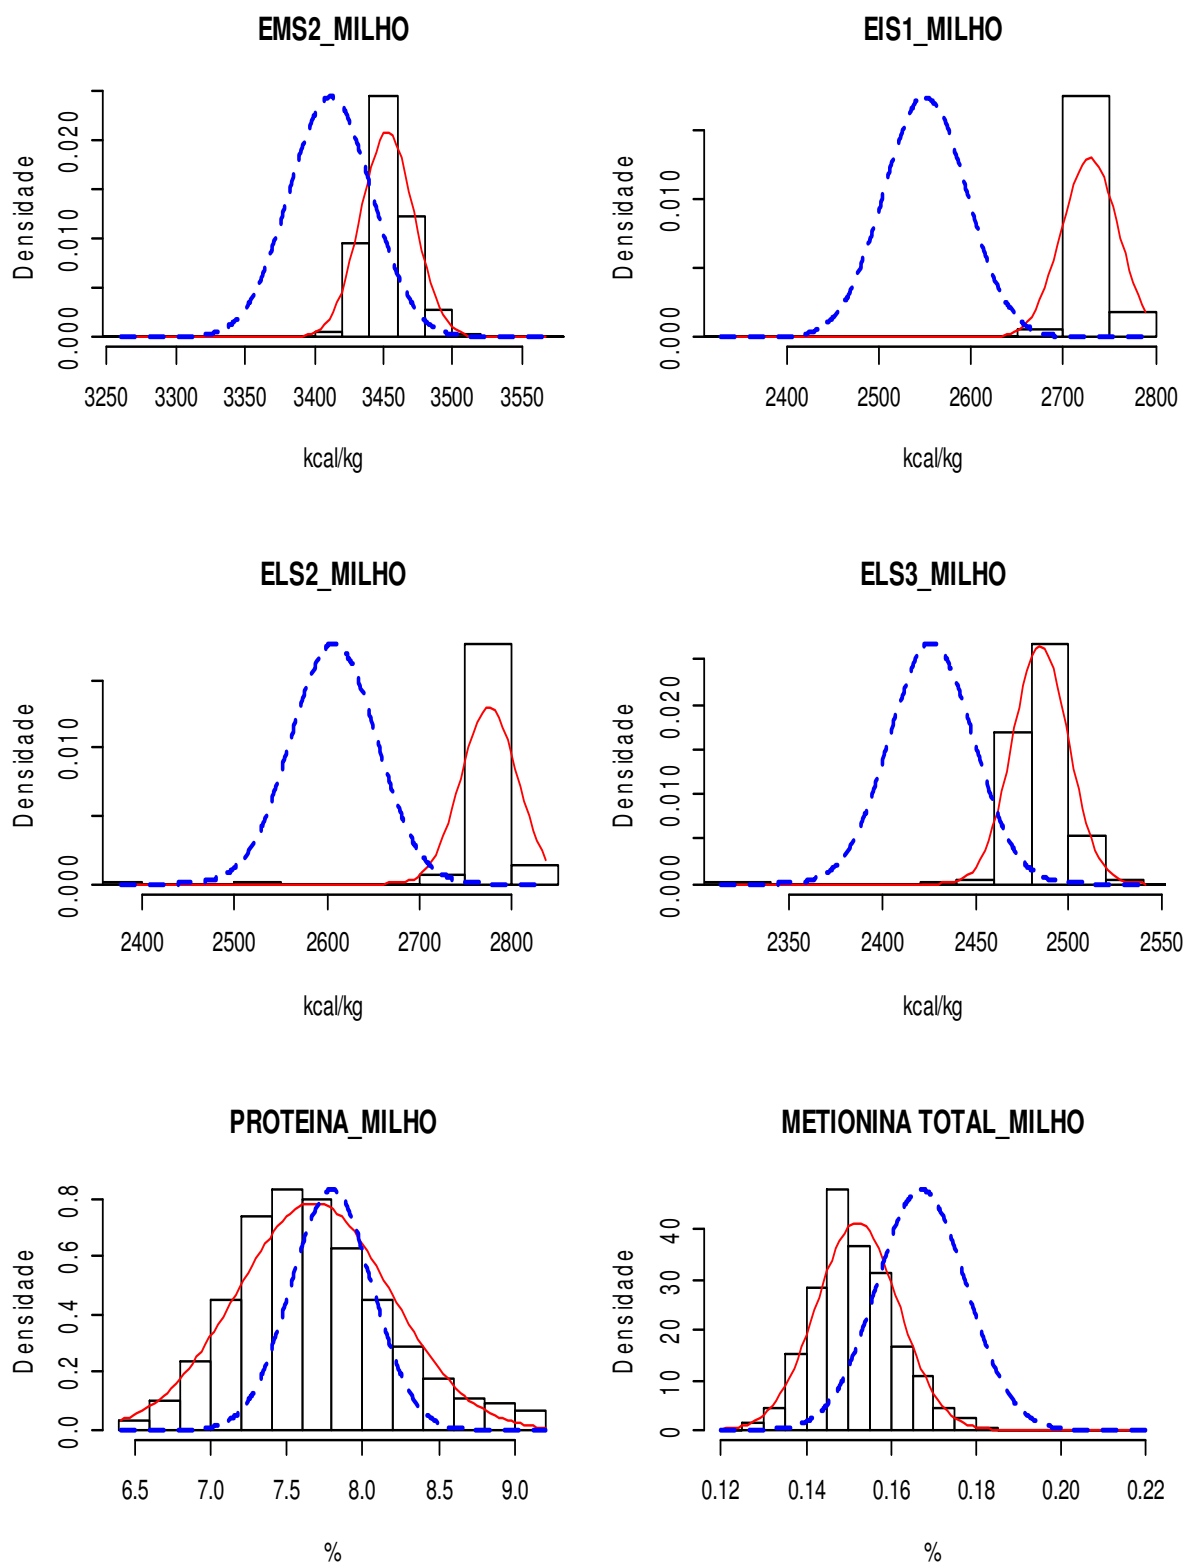 EMS2_MILHO
Densidade
0.000 0.010 0.020
3250 3300 3350 3400 3450 3500 3550
kcal/kg
EIS1_MILHO
Densidade
0.000 0.010
2400 2500 2600 2700 2800
kcal/kg
ELS2_MILHO
Densidade
0.000 0.010
2400 2500 2600 2700 2800
kcal/kg
ELS3_MILHO
Densidade
0.000 0.010 0.020
2350 2400 2450 2500 2550
kcal/kg
PROTEINA_MILHO
Densidade
0.0 0.2 0.4 0.6 0.8
6.5 7.0 7.5 8.0 8.5 9.0
%
METIONINA TOTAL_MILHO
Densidade
0 10 20 30 40
0.12 0.14 0.16 0.18 0.20 0.22
%